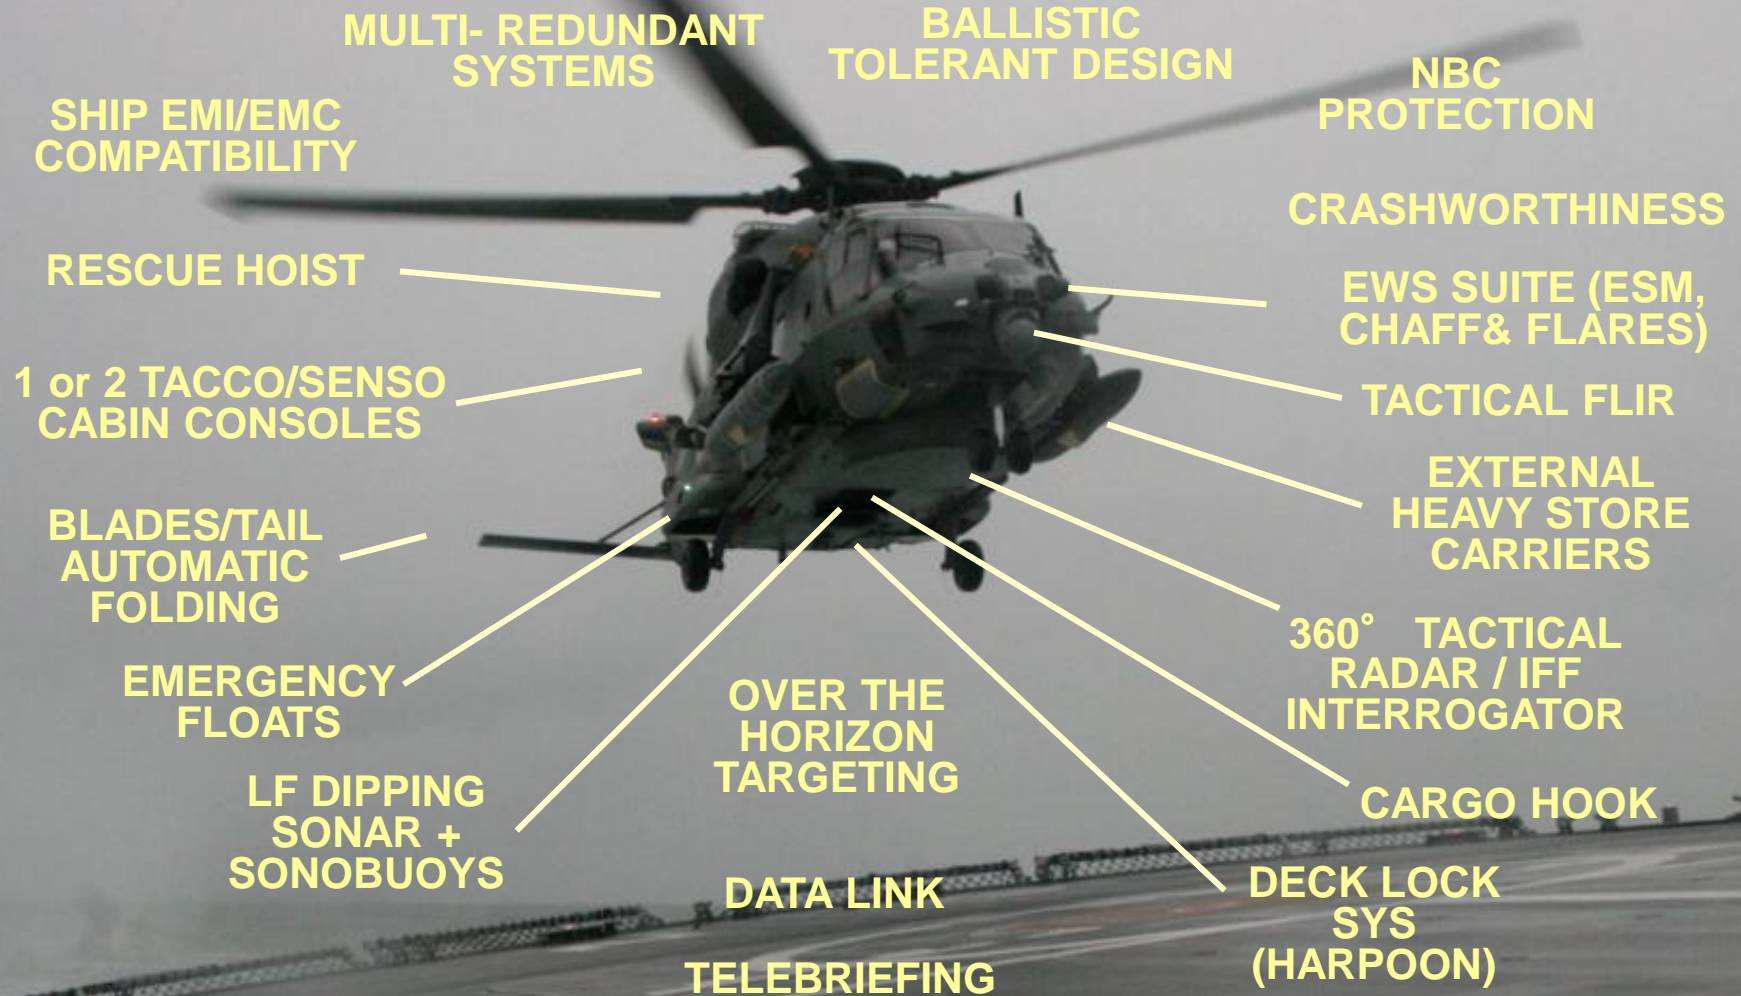 MULTI- REDUNDANT
SYSTEMS
BALLISTIC
TOLERANT DESIGN
NBC
PROTECTION
SHIP EMI/EMC
COMPATIBILITY
CRASHWORTHINESS
RESCUE HOIST
EWS SUITE (ESM,
CHAFF& FLARES)
1 or 2 TACCO/SENSO
CABIN CONSOLES
TACTICAL FLIR
EXTERNAL
HEAVY STORE
CARRIERS
BLADES/TAIL
AUTOMATIC
FOLDING
360° TACTICAL
RADAR / IFF
INTERROGATOR
EMERGENCY
FLOATS
OVER THE
HORIZON
TARGETING
LF DIPPING
SONAR +
SONOBUOYS
CARGO HOOK
DATA LINK
DECK LOCK
SYS
(HARPOON)
TELEBRIEFING